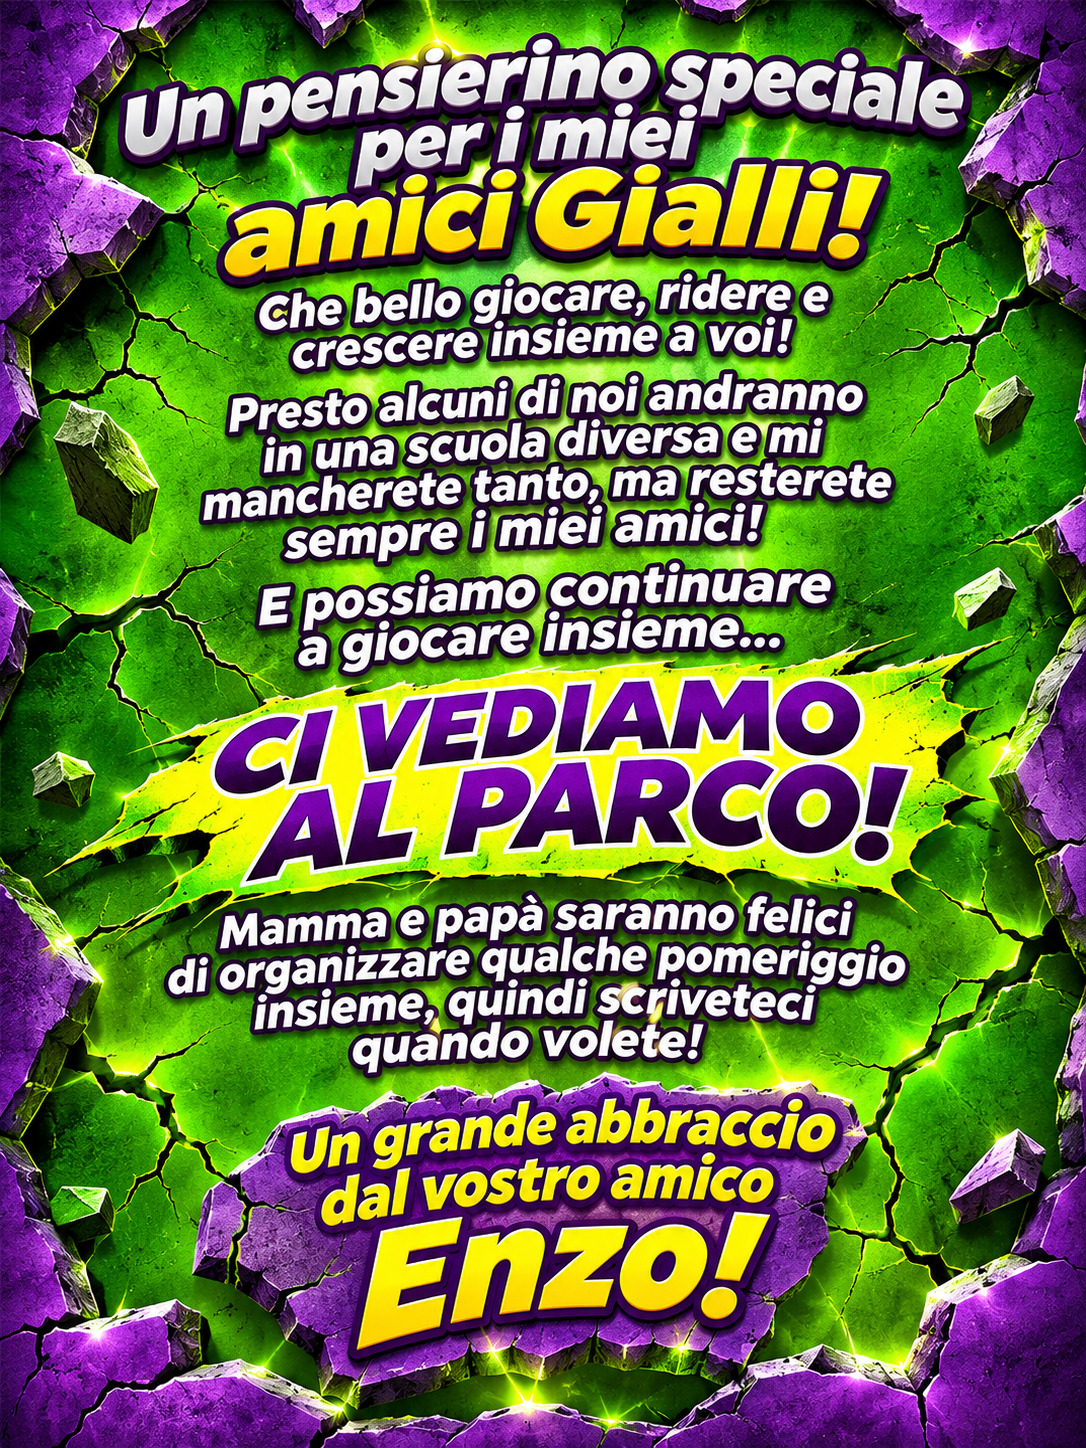 Un pensierino speciale
per i miei
amici Gialli!
Che bello giocare, ridere e
crescere insieme a voi!
Presto alcuni di noi andranno
in una scuola diversa e mi
mancherete tanto, ma resterete
sempre i miei amici!
E possiamo continuare
a giocare insieme...
CI VEDIAMO
AL PARCO!
Mamma e papà saranno felici
di organizzare qualche pomeriggio
insieme, quindi scriveteci
quando volete!
Un grande abbraccio
dal vostro amico
Enzo!